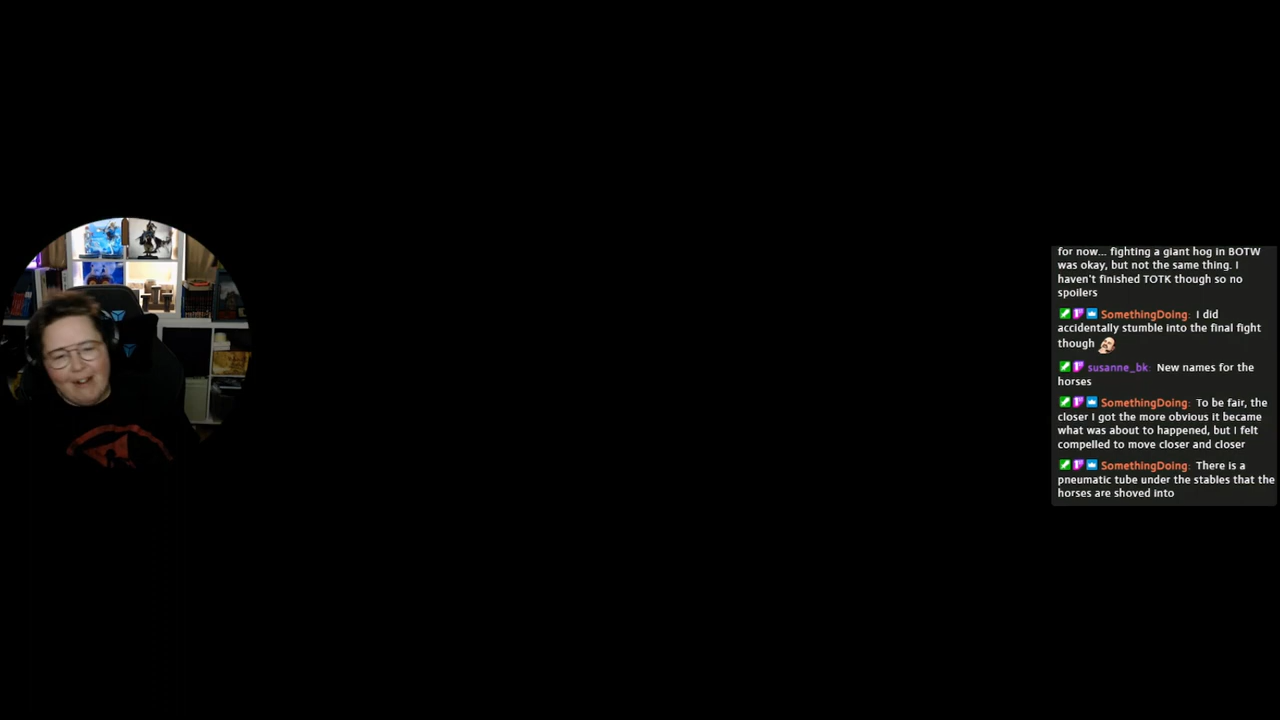 for now... fighting a giant hog in BOTW
was okay, but not the same thing. I
haven't finished TOTK though so no
spoilers
SomethingDoing: I did
accidentally stumble into the final fight
though
susanne_bk: New names for the
horses
SomethingDoing: To be fair, the
closer I got the more obvious it became
what was about to happened, but I felt
compelled to move closer and closer
SomethingDoing: There is a
pneumatic tube under the stables that the
horses are shoved into